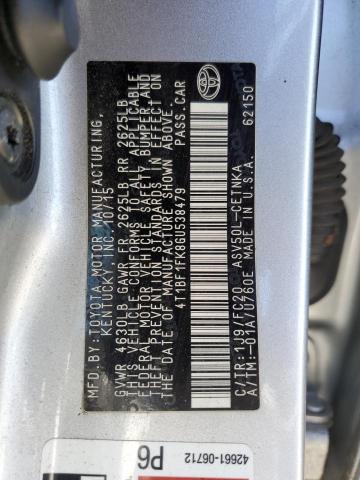 MFD.BY:TOYOTA MOTOR MANUFACTURING,
KENTUCKY, INC. 10/15
GVWR 4630LB GAWR FR 2625LB RR 2625LB
THIS VEHICLE CONFORMS TO ALL APPLICABLE
FEDERAL MOTOR VEHICLE SAFETY, BUMPER, AND
THEFT PREVENTION STANDARDS IN EFFECT ON
THE DATE OF MANUFACTURE SHOWN ABOVE.
4T1BF1FK8GU538479 PASS.CAR
C/TR:1J9/FC20 ASV50L-CETNKA
A/TM:-01A/U760E MADE IN U.S.A.
62150
TOYOTA
42661-06712
P6